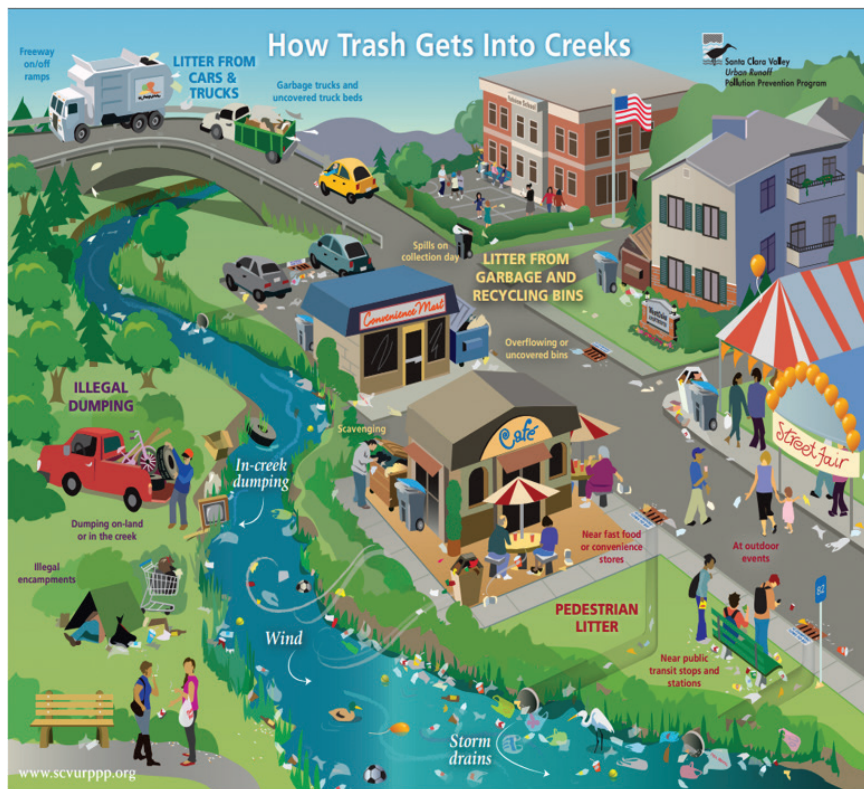 How Trash Gets Into Creeks
Santa Clara Valley
Urban Runoff
Pollution Prevention Program
Freeway
on/off
ramps
LITTER FROM
CARS &
TRUCKS
Garbage trucks and
uncovered truck beds
Spills on
collection day
LITTER FROM
GARBAGE AND
RECYCLING BINS
Convenience Mart
Overflowing or
uncovered bins
ILLEGAL
DUMPING
Scavenging
Café
Street Fair
In-creek
dumping
Dumping on-land
or in the creek
Near fast food
or convenience
stores
At outdoor
events
Illegal
encampments
82
PEDESTRIAN
LITTER
Wind
Near public
transit stops and
stations
Storm
drains
www.scvurppp.org